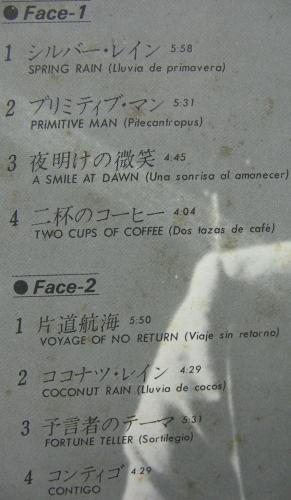 ● Face-1
1 シルバー・レイン 5:58
SPRING RAIN (Lluvia de primavera)
2 プリミティブ・マン 5:31
PRIMITIVE MAN (Pitecantropus)
3 夜明けの微笑 4:45
A SMILE AT DAWN (Una sonrisa al amanecer)
4 二杯のコーヒー 4:04
TWO CUPS OF COFFEE (Dos tazas de café)
● Face-2
1 片道航海 5:50
VOYAGE OF NO RETURN (Viaje sin retorno)
2 ココナツ・レイン 4:29
COCONUT RAIN (Lluvia de cocos)
3 予言者のテーマ 5:31
FORTUNE TELLER (Sortilegio)
4 コンティゴ 4:29
CONTIGO